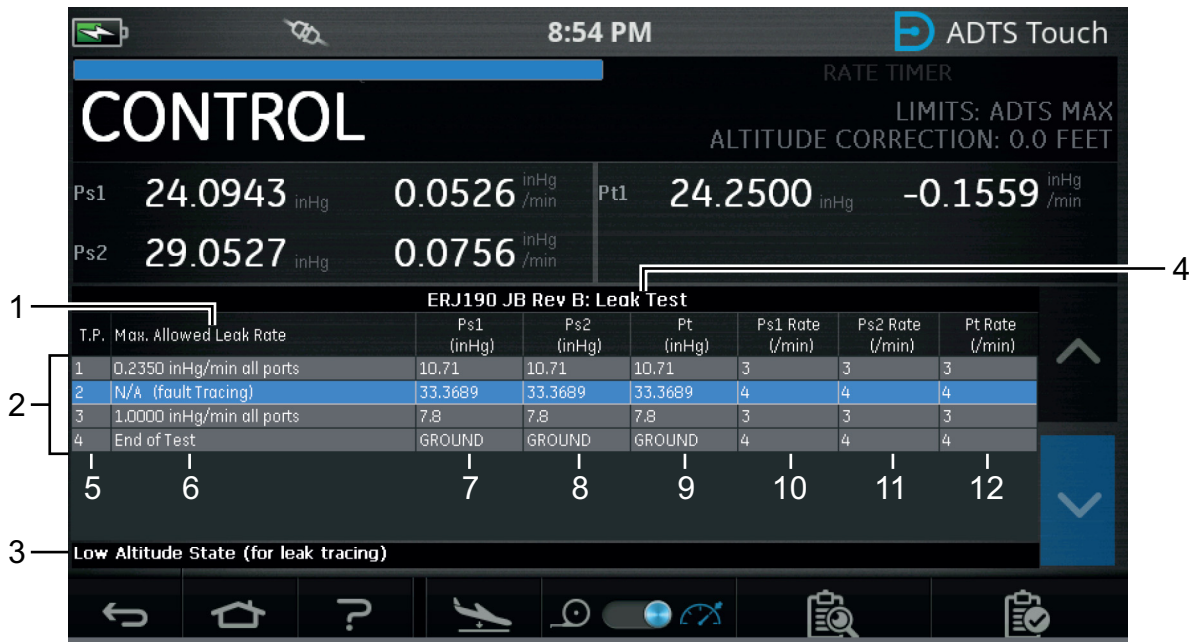 8:54 PM
ADTS Touch
RATE TIMER
CONTROL
LIMITS: ADTS MAX
ALTITUDE CORRECTION: 0.0 FEET
Ps1 24.0943 inHg 0.0526 inHg/min
Pt1 24.2500 inHg -0.1559 inHg/min
Ps2 29.0527 inHg 0.0756 inHg/min
4
1
ERJ190 JB Rev B: Leak Test
T.P. Max. Allowed Leak Rate Ps1 (inHg) Ps2 (inHg) Pt (inHg) Ps1 Rate (/min) Ps2 Rate (/min) Pt Rate (/min)
1 0.2350 inHg/min all ports 10.71 10.71 10.71 3 3 3
2
2 N/A (fault Tracing) 33.3689 33.3689 33.3689 4 4 4
3 1.0000 inHg/min all ports 7.8 7.8 7.8 3 3 3
4 End of Test GROUND GROUND GROUND 4 4 4
5 6 7 8 9 10 11 12
3
Low Altitude State (for leak tracing)
?